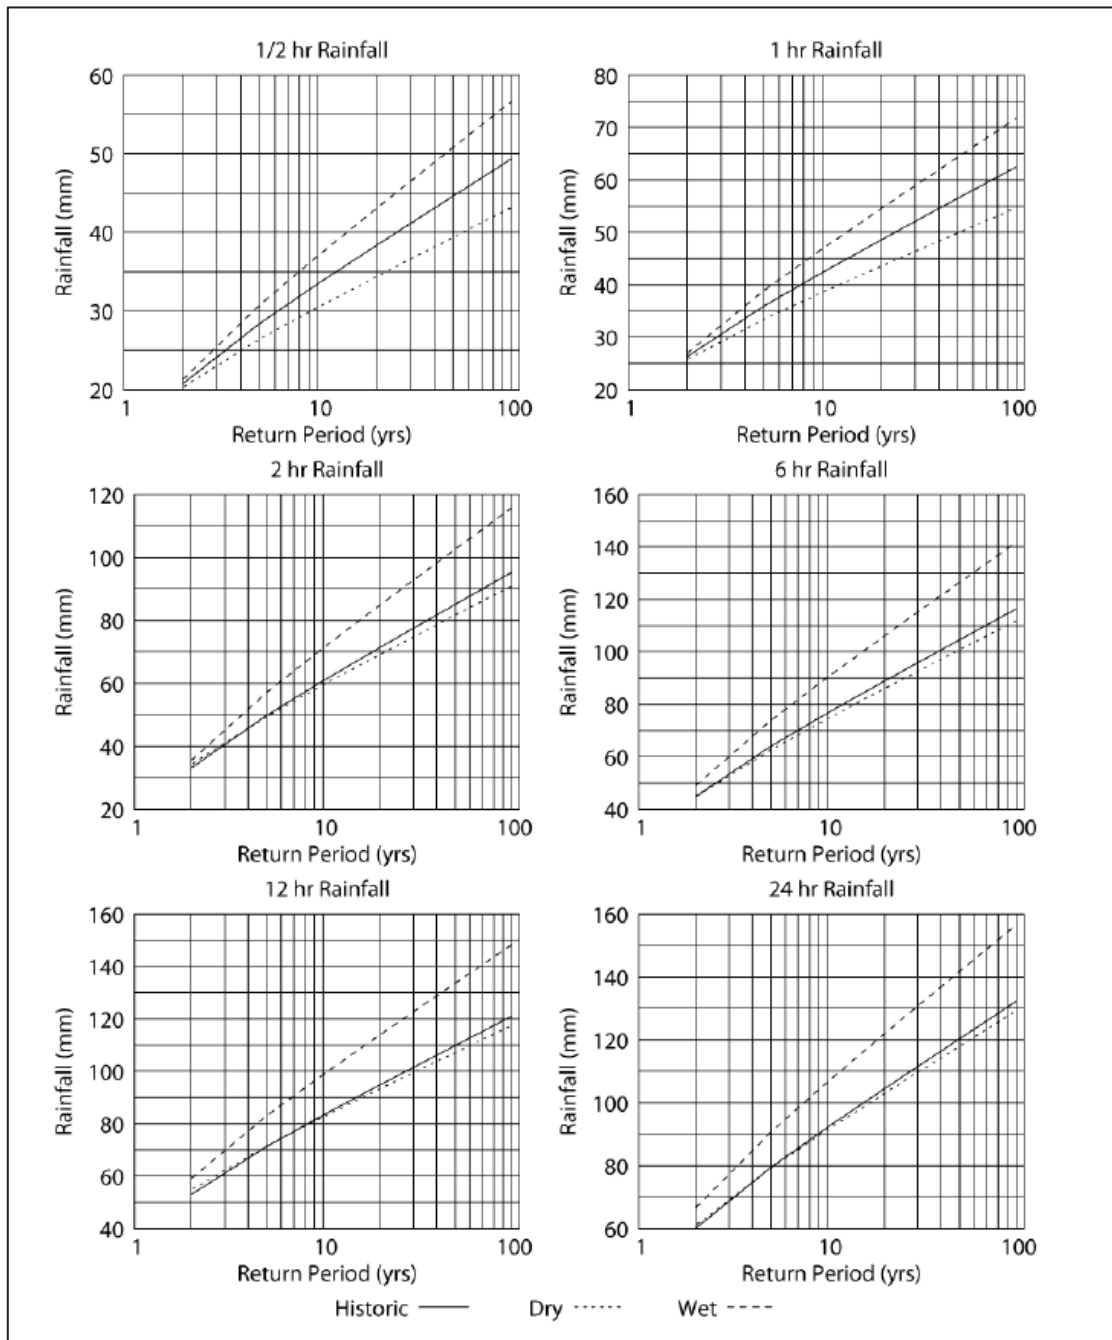 1/2 hr Rainfall
1 hr Rainfall
60
50
40
30
20
Rainfall (mm)
1
10
100
Return Period (yrs)
80
70
60
50
40
30
20
Rainfall (mm)
1
10
100
Return Period (yrs)
2 hr Rainfall
6 hr Rainfall
120
100
80
60
40
20
Rainfall (mm)
1
10
100
Return Period (yrs)
160
140
120
100
80
60
40
Rainfall (mm)
1
10
100
Return Period (yrs)
12 hr Rainfall
24 hr Rainfall
160
140
120
100
80
60
40
Rainfall (mm)
1
10
100
Return Period (yrs)
160
140
120
100
80
60
Rainfall (mm)
1
10
100
Return Period (yrs)
Historic Dry Wet